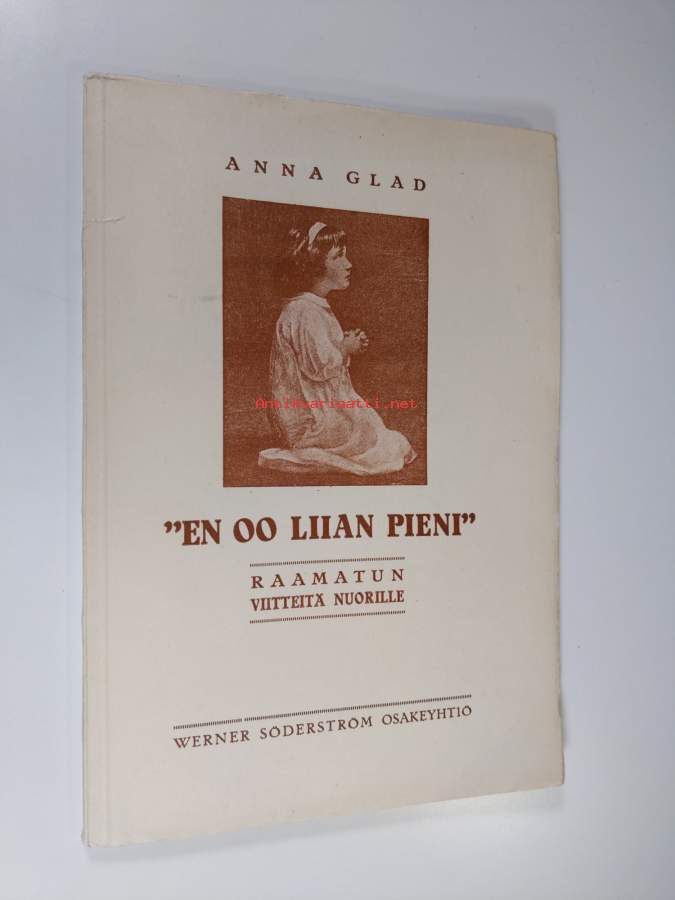 ANNA GLAD
Antikvariaatti.net
"EN OO LIIAN PIENI"
RAAMATUN
VIITTEITÄ NUORILLE
WERNER SÖDERSTRÖM OSAKEYHTIÖ